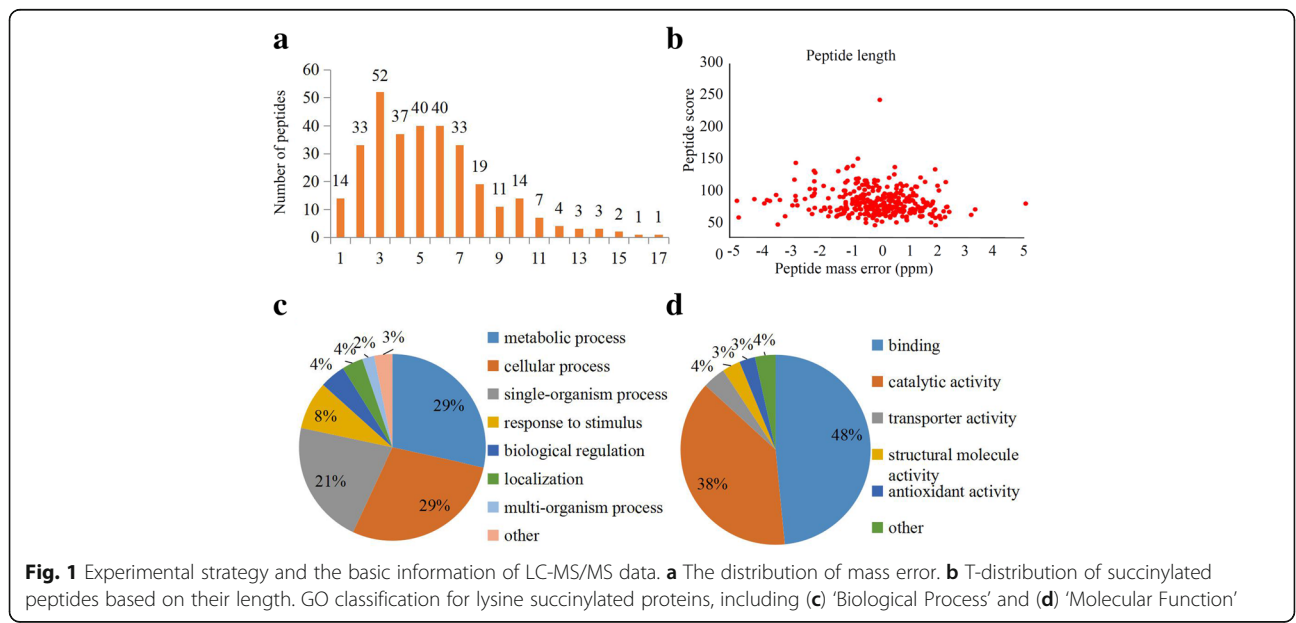 a
Number of peptides
60
50
40
30
20
10
0
14
33
52
37
40
40
33
19
11
14
7
4
3
3
2
1
1
1
3
5
7
9
11
13
15
17
b
Peptide length
Peptide score
300
250
200
150
100
50
0
-5
-4
-3
-2
-1
0
1
2
3
4
5
Peptide mass error (ppm)
c
29%
29%
21%
8%
4%
4%
2%
3%
metabolic process
cellular process
single-organism process
response to stimulus
biological regulation
localization
multi-organism process
other
d
48%
38%
4%
3%
3%
4%
binding
catalytic activity
transporter activity
structural molecule
activity
antioxidant activity
other
Fig. 1 Experimental strategy and the basic information of LC-MS/MS data. a The distribution of mass error. b T-distribution of succinylated
peptides based on their length. GO classification for lysine succinylated proteins, including (c) ‘Biological Process’ and (d) ‘Molecular Function’